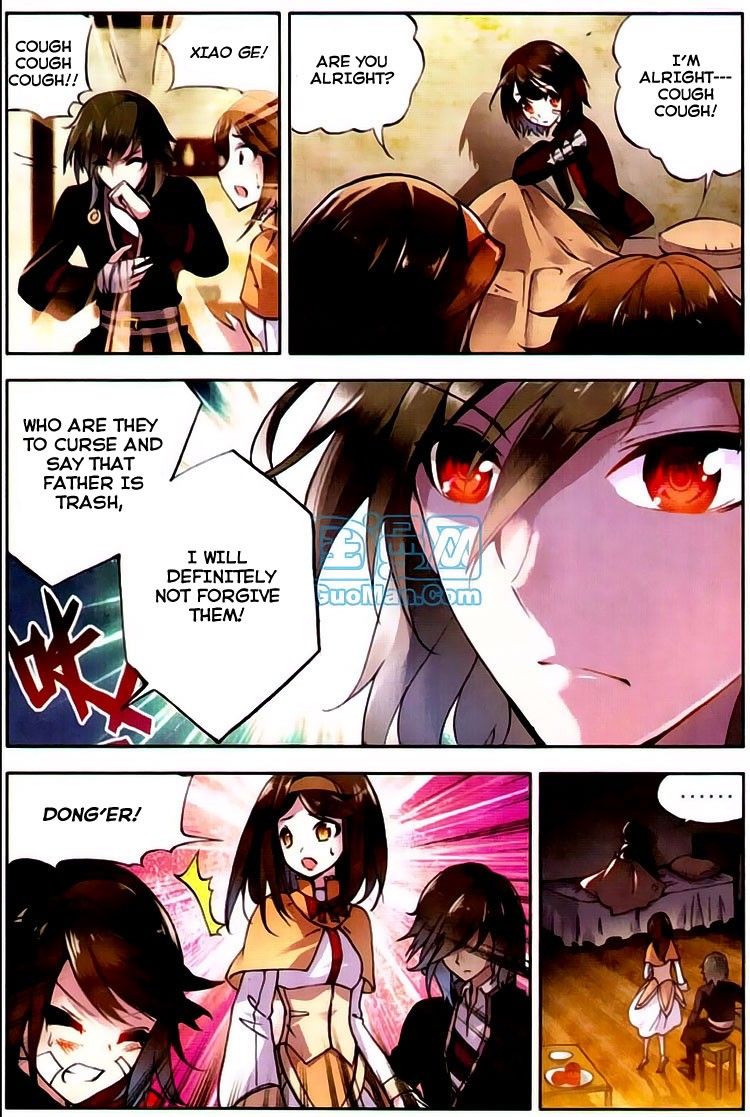 COUGH
COUGH
COUGH!!
XIAO GE!
ARE YOU
ALRIGHT?
I'M
ALRIGHT---
COUGH
COUGH!
WHO ARE THEY
TO CURSE AND
SAY THAT
FATHER IS
TRASH,
I WILL
DEFINITELY
NOT FORGIVE
THEM!
GuoMan.Com
DONG'ER!
......